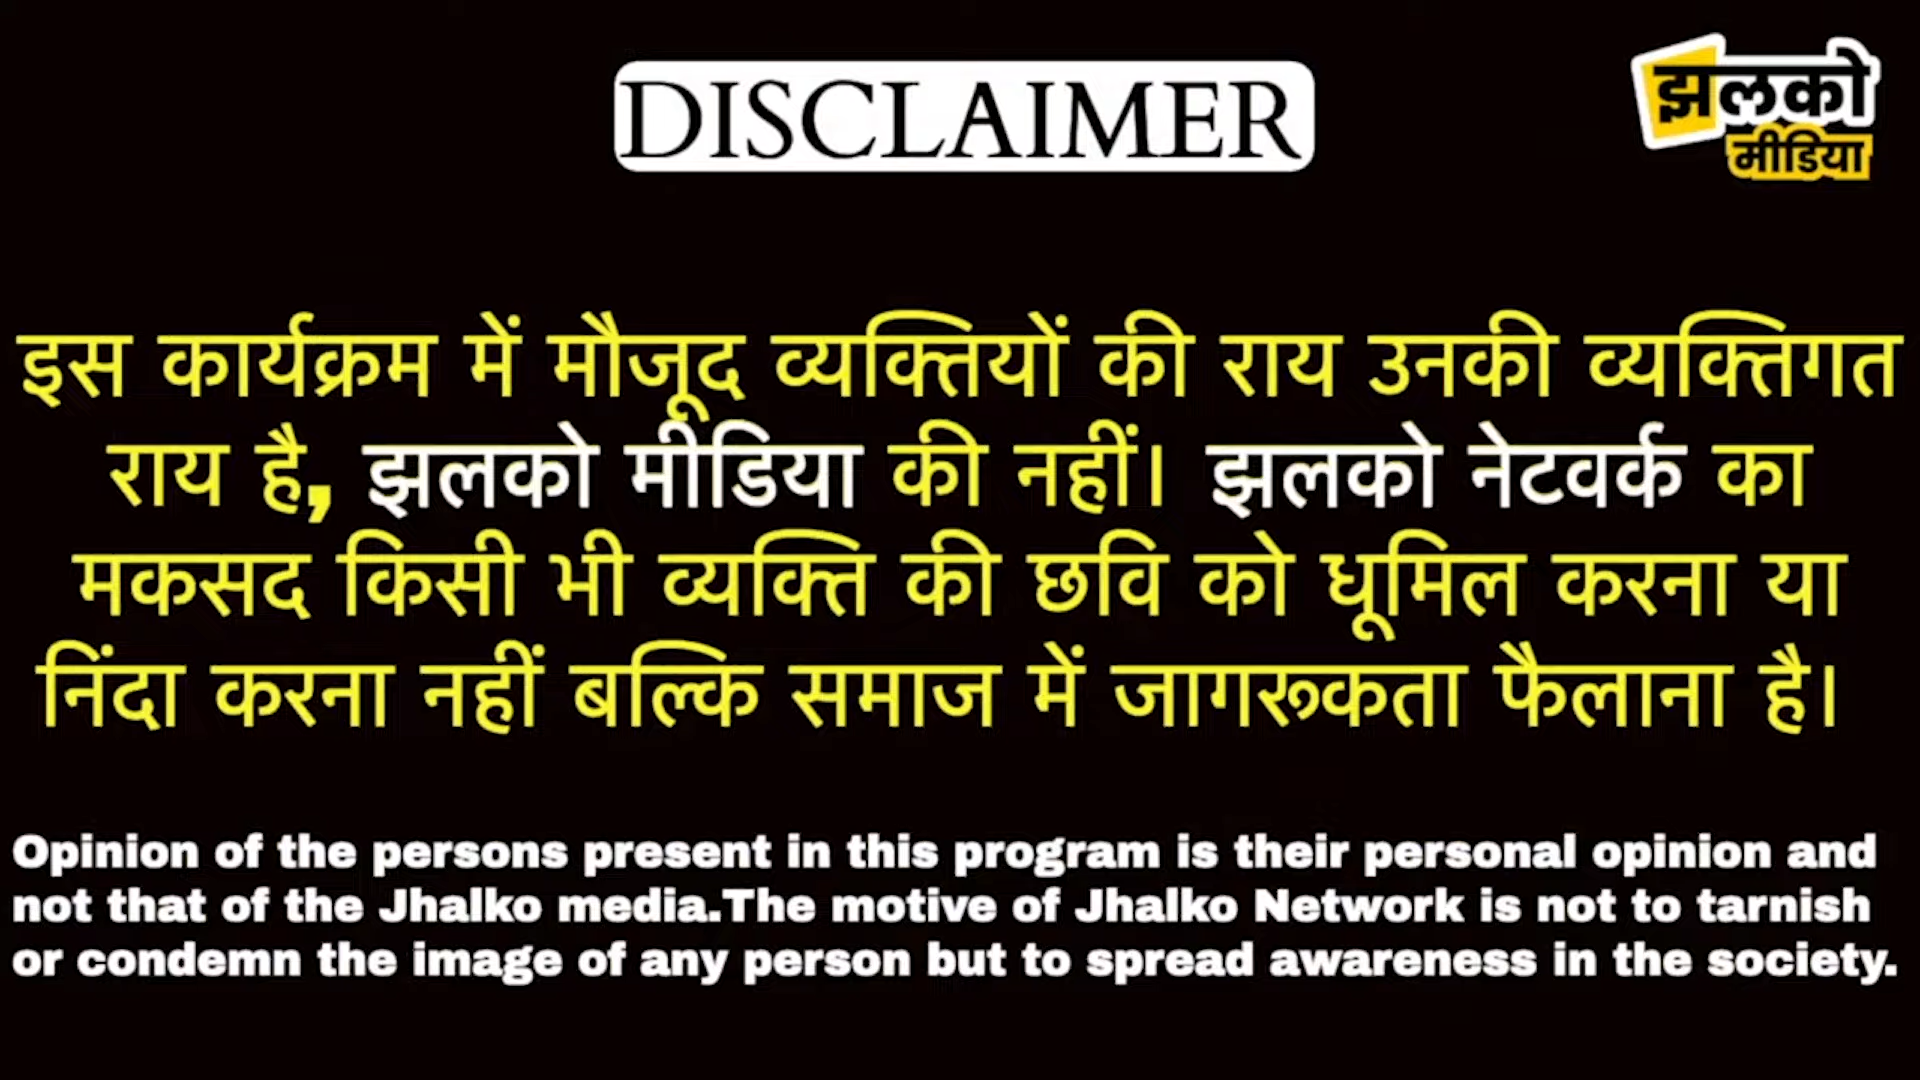 DISCLAIMER
झलको
मीडिया
इस कार्यक्रम में मौजूद व्यक्तियों की राय उनकी व्यक्तिगत
राय है, झलको मीडिया की नहीं। झलको नेटवर्क का
मकसद किसी भी व्यक्ति की छवि को धूमिल करना या
निंदा करना नहीं बल्कि समाज में जागरूकता फैलाना है।
Opinion of the persons present in this program is their personal opinion and
not that of the Jhalko media.The motive of Jhalko Network is not to tarnish
or condemn the image of any person but to spread awareness in the society.